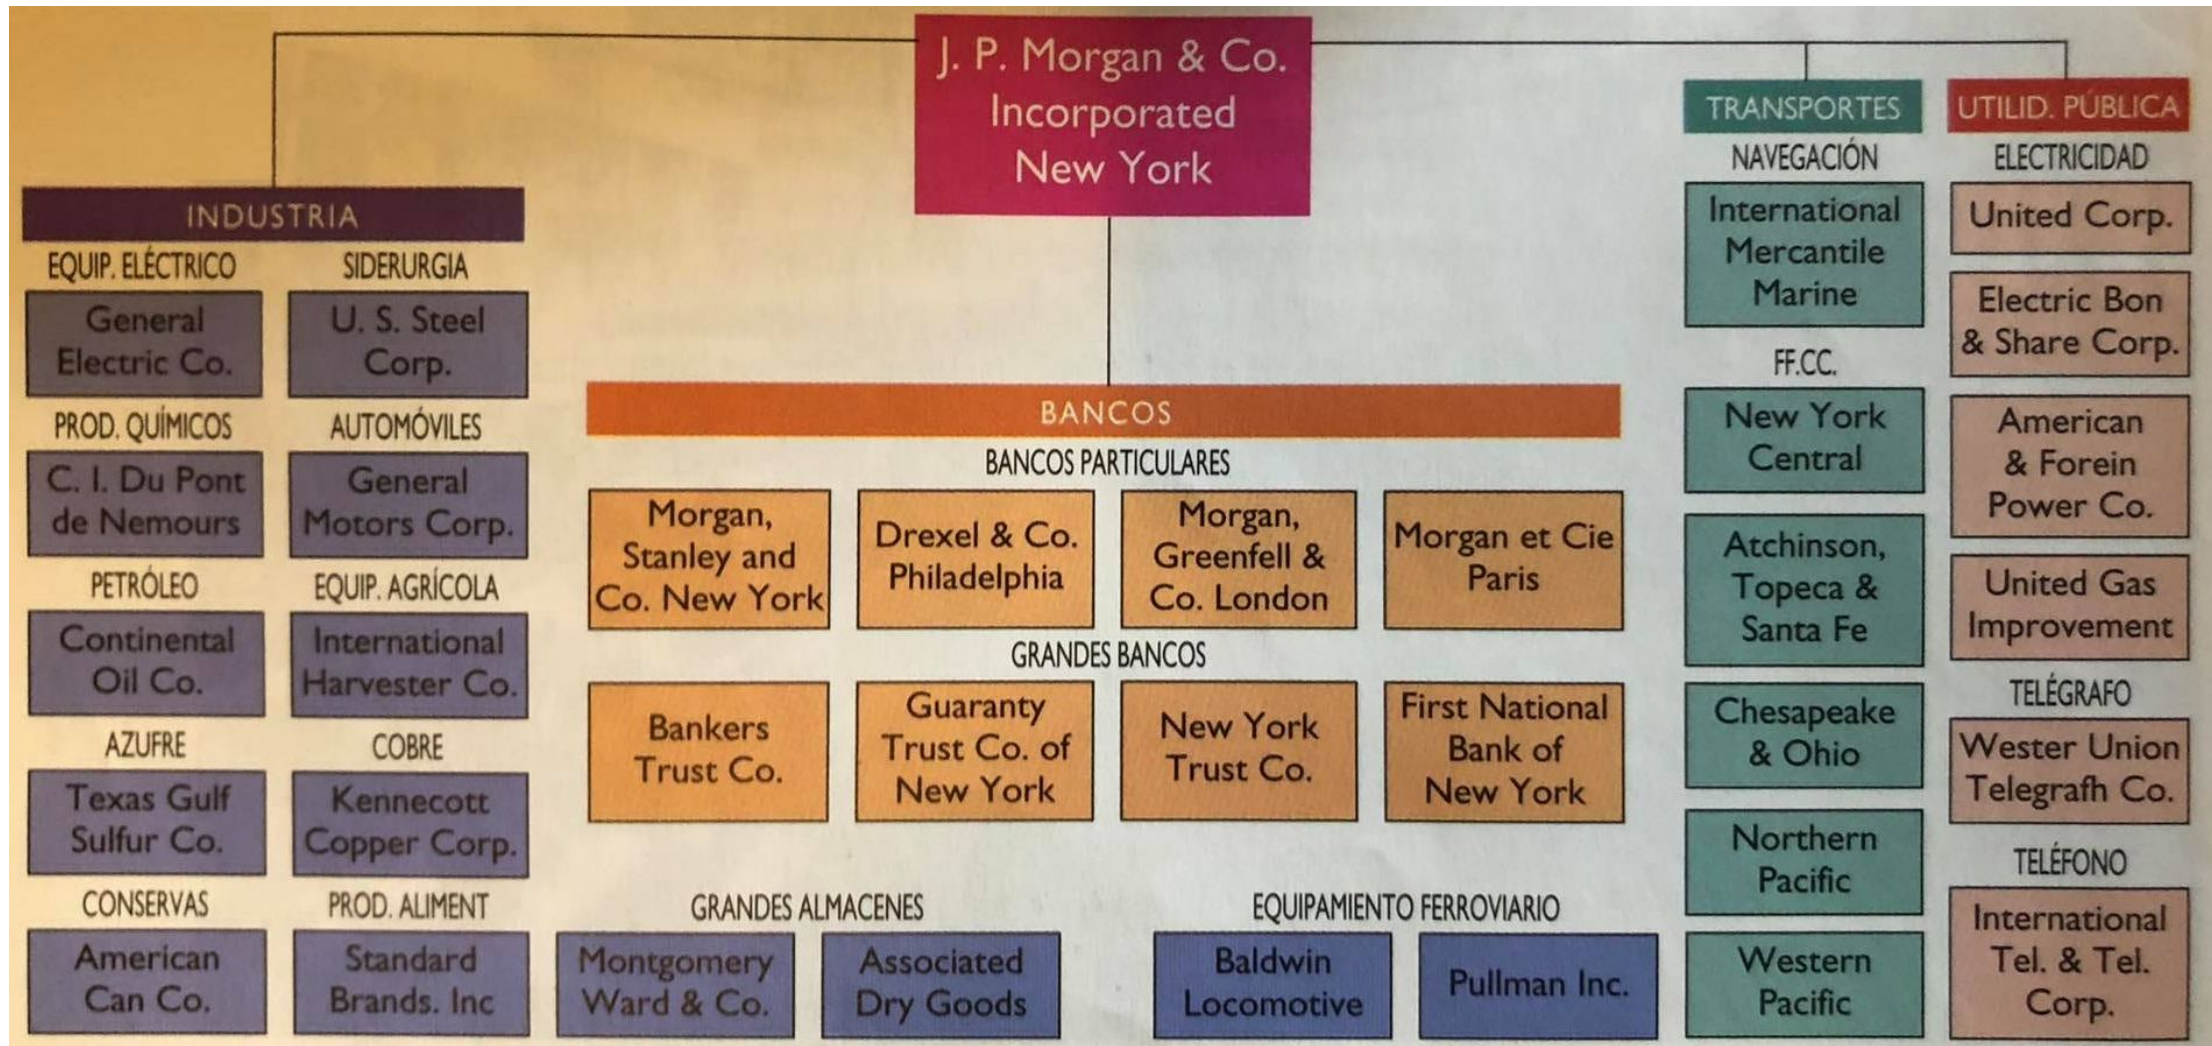 J. P. Morgan & Co.
Incorporated
New York
INDUSTRIA
EQUIP. ELÉCTRICO
General
Electric Co.
SIDERURGIA
U. S. Steel
Corp.
PROD. QUÍMICOS
C. I. Du Pont
de Nemours
AUTOMÓVILES
General
Motors Corp.
PETRÓLEO
Continental
Oil Co.
EQUIP. AGRÍCOLA
International
Harvester Co.
AZUFRE
Texas Gulf
Sulfur Co.
COBRE
Kennecott
Copper Corp.
CONSERVAS
American
Can Co.
PROD. ALIMENT
Standard
Brands. Inc
GRANDES ALMACENES
Montgomery
Ward & Co.
Associated
Dry Goods
EQUIPAMIENTO FERROVIARIO
Baldwin
Locomotive
Pullman Inc.
BANCOS
BANCOS PARTICULARES
Morgan,
Stanley and
Co. New York
Drexel & Co.
Philadelphia
Morgan,
Greenfell &
Co. London
Morgan et Cie
Paris
GRANDES BANCOS
Bankers
Trust Co.
Guaranty
Trust Co. of
New York
New York
Trust Co.
First National
Bank of
New York
TRANSPORTES
NAVEGACIÓN
International
Mercantile
Marine
FF.CC.
New York
Central
Atchinson,
Topeca &
Santa Fe
Chesapeake
& Ohio
Northern
Pacific
Western
Pacific
UTILID. PÚBLICA
ELECTRICIDAD
United Corp.
Electric Bon
& Share Corp.
American
& Forein
Power Co.
United Gas
Improvement
TELÉGRAFO
Wester Union
Telegrafh Co.
TELÉFONO
International
Tel. & Tel.
Corp.